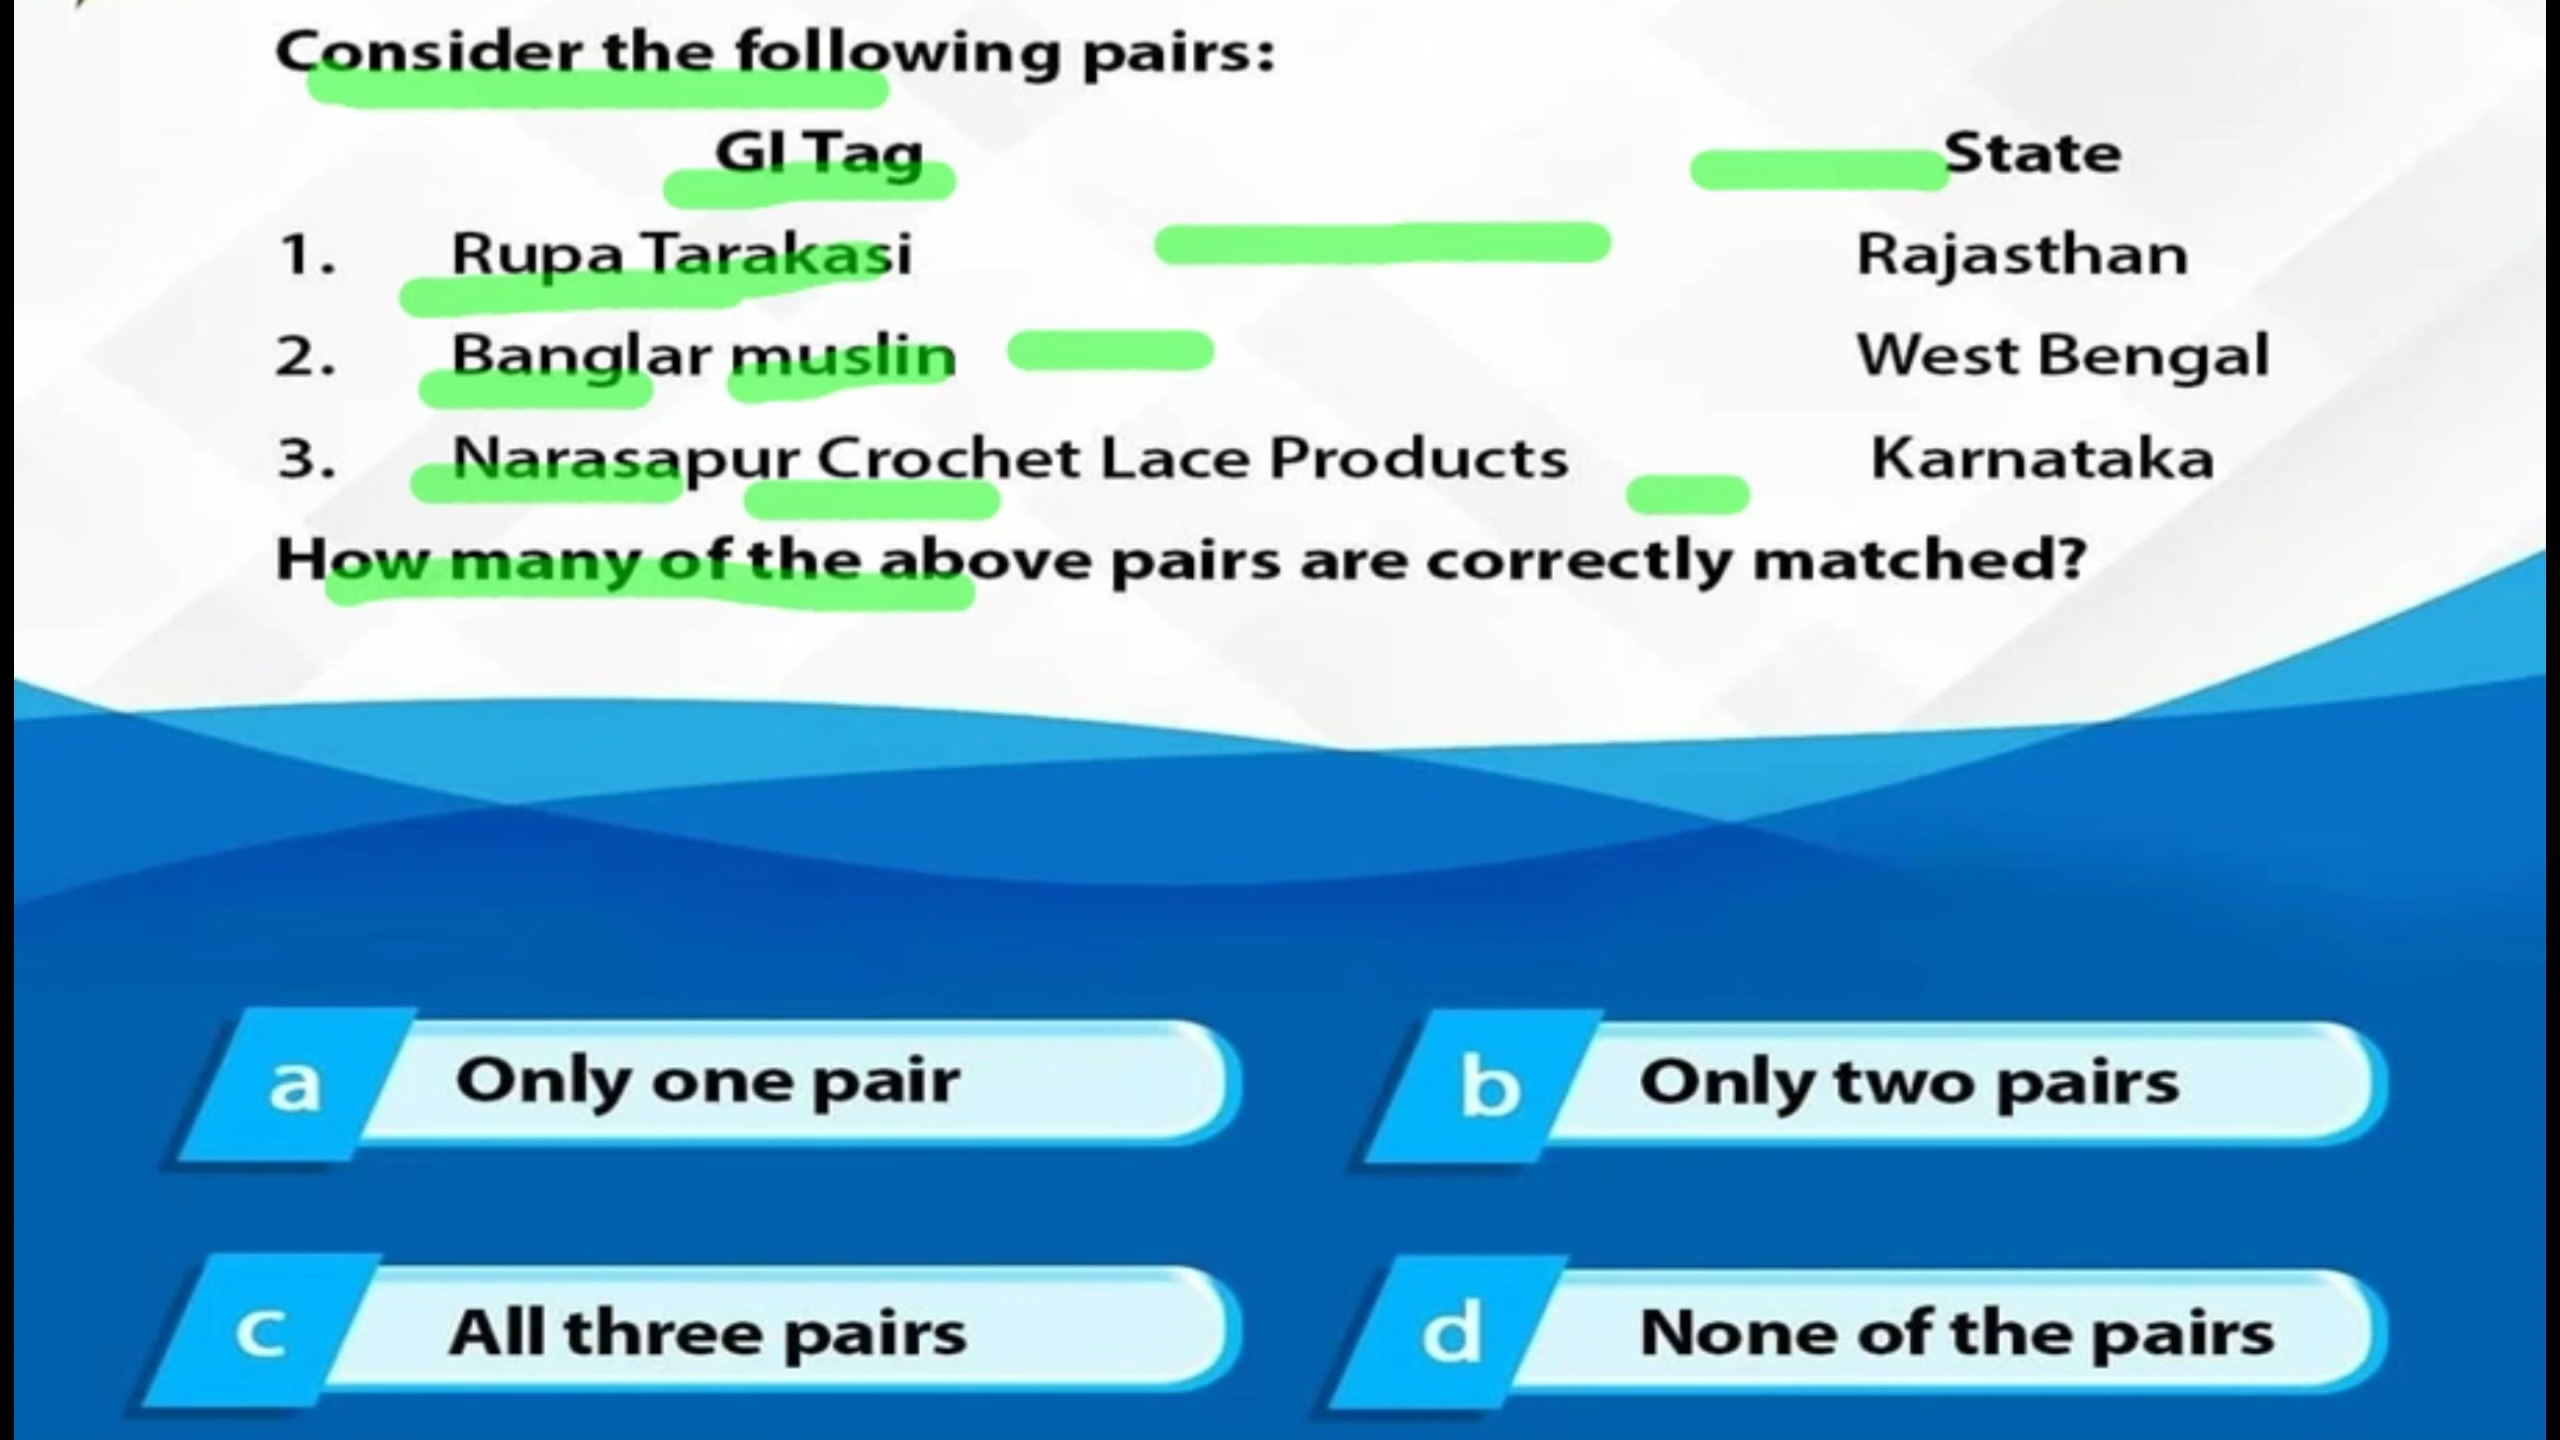 Consider the following pairs:
GI Tag State
1. Rupa Tarakasi Rajasthan
2. Banglar muslin West Bengal
3. Narasapur Crochet Lace Products Karnataka
How many of the above pairs are correctly matched?
a Only one pair
b Only two pairs
c All three pairs
d None of the pairs